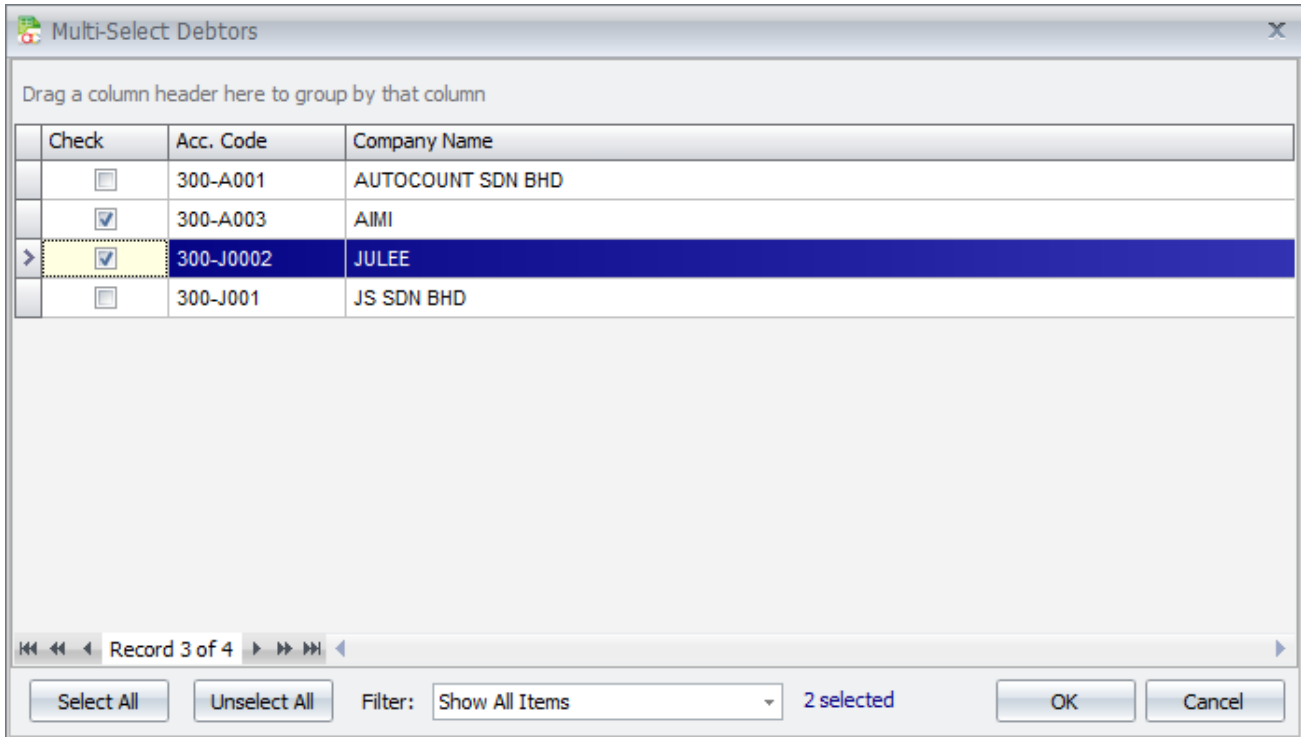 Multi-Select Debtors
Drag a column header here to group by that column
Check Acc. Code Company Name
300-A001 AUTOCOUNT SDN BHD
300-A003 AIMI
300-J0002 JULEE
300-J001 JS SDN BHD
Record 3 of 4
Select All Unselect All Filter: Show All Items 2 selected OK Cancel